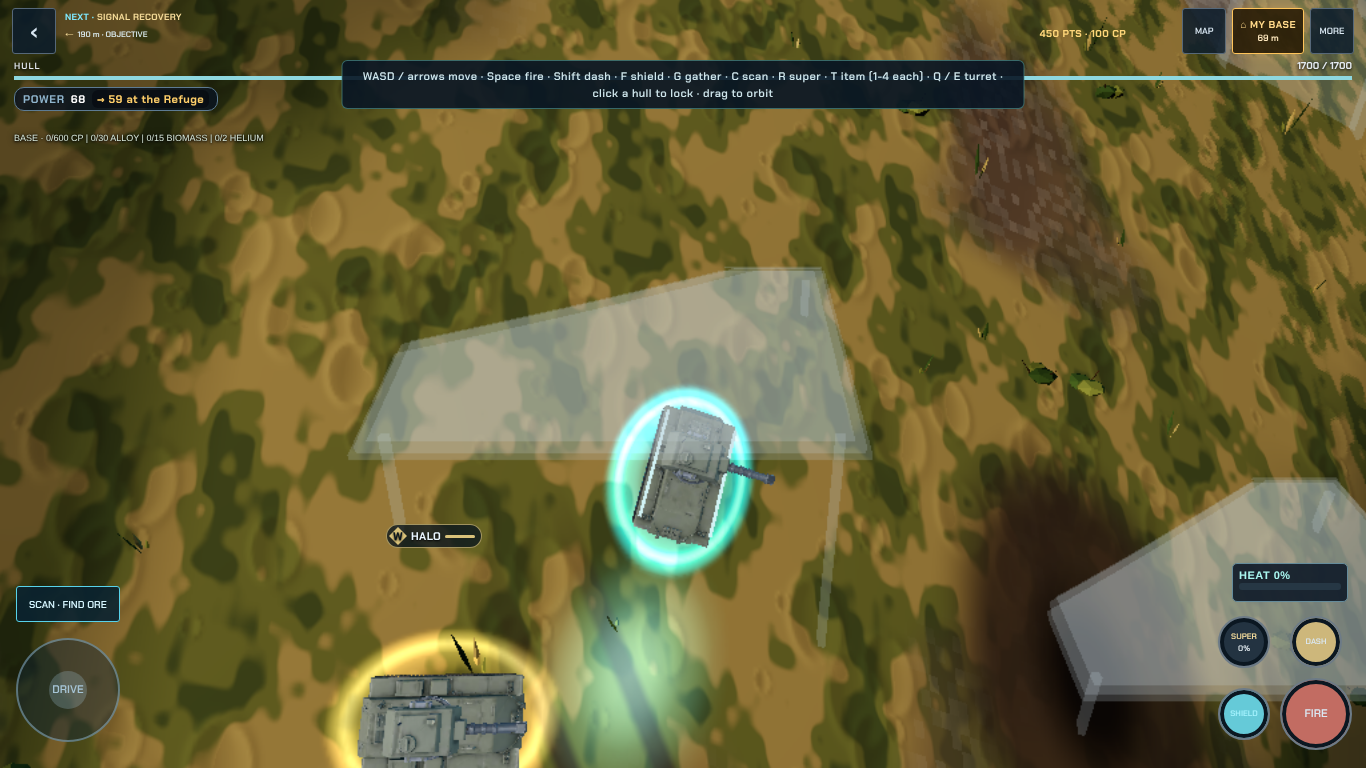 NEXT · SIGNAL RECOVERY
← 190 m · OBJECTIVE
450 PTS · 100 CP
MAP
⌂ MY BASE
69 m
MORE
HULL
1700 / 1700
WASD / arrows move · Space fire · Shift dash · F shield · G gather · C scan · R super · T item (1-4 each) · Q / E turret ·
click a hull to lock · drag to orbit
POWER 68 → 59 at the Refuge
BASE · 0/600 CP | 0/30 ALLOY | 0/15 BIOMASS | 0/2 HELIUM
W HALO
HEAT 0%
SCAN · FIND ORE
SUPER
0%
DASH
DRIVE
SHIELD
FIRE